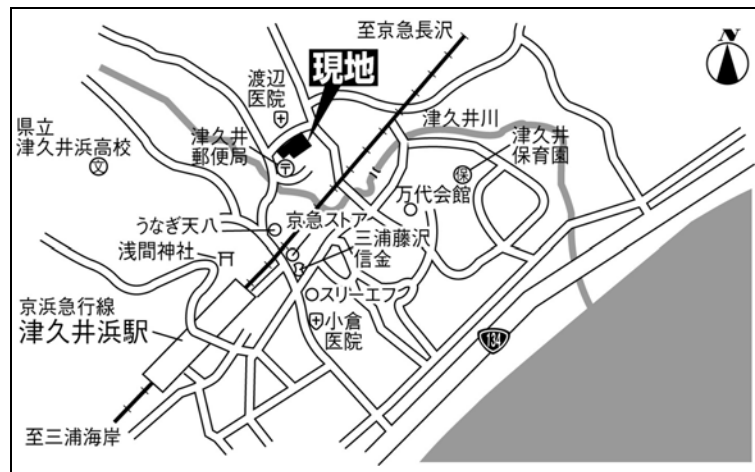 至京急長沢
N
現地
渡辺
医院
津久井川
県立
津久井浜高校
文
津久井
郵便局
〒
津久井
保育園
保
万代会館
うなぎ天八
京急ストア
浅間神社
三浦藤沢
信金
スリーエフ
京浜急行線
津久井浜駅
小倉
医院
134
至三浦海岸